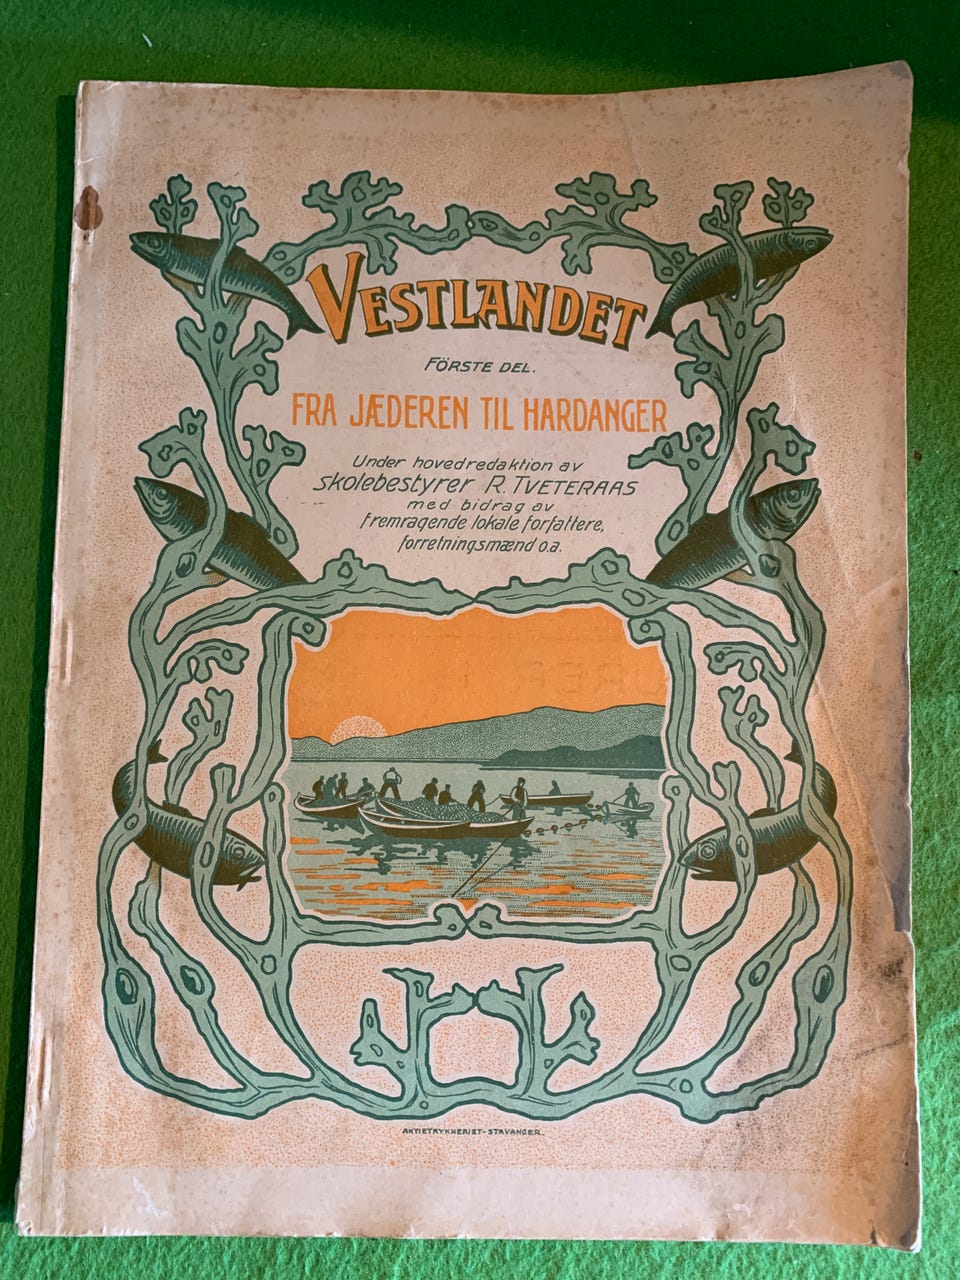 VESTLANDET
FÖRSTE DEL.
FRA JÆDEREN TIL HARDANGER
Under hovedredaktion av
skolebestyrer R. TVETERAAS
med bidrag av
fremragende lokale forfattere,
forretningsmænd o.a.
AKTIETRYKKERIET-STAVANGER.